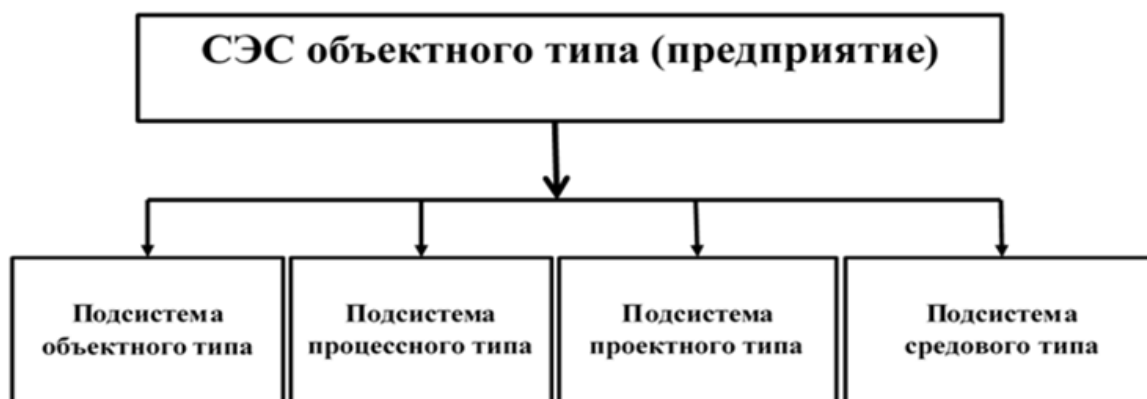 СЭС объектного типа (предприятие)
Подсистема
объектного типа
Подсистема
процессного типа
Подсистема
проектного типа
Подсистема
средового типа